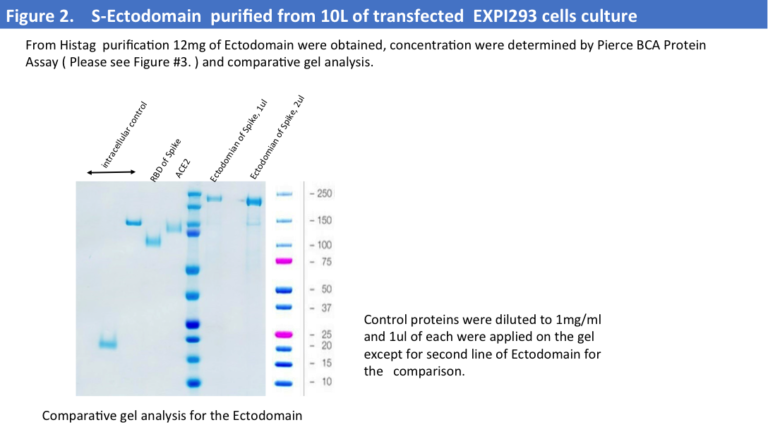 Figure 2. S-Ectodomain purified from 10L of transfected EXPI293 cells culture
From Histag purification 12mg of Ectodomain were obtained, concentration were determined by Pierce BCA Protein
Assay ( Please see Figure #3. ) and comparative gel analysis.
intracellular control
RBD of Spike
ACE2
Ectodomian of Spike, 1ul
Ectodomian of Spike, 2ul
- 250
- 150
- 100
- 75
- 50
- 37
- 25
- 20
- 15
- 10
Control proteins were diluted to 1mg/ml
and 1ul of each were applied on the gel
except for second line of Ectodomain for
the comparison.
Comparative gel analysis for the Ectodomain